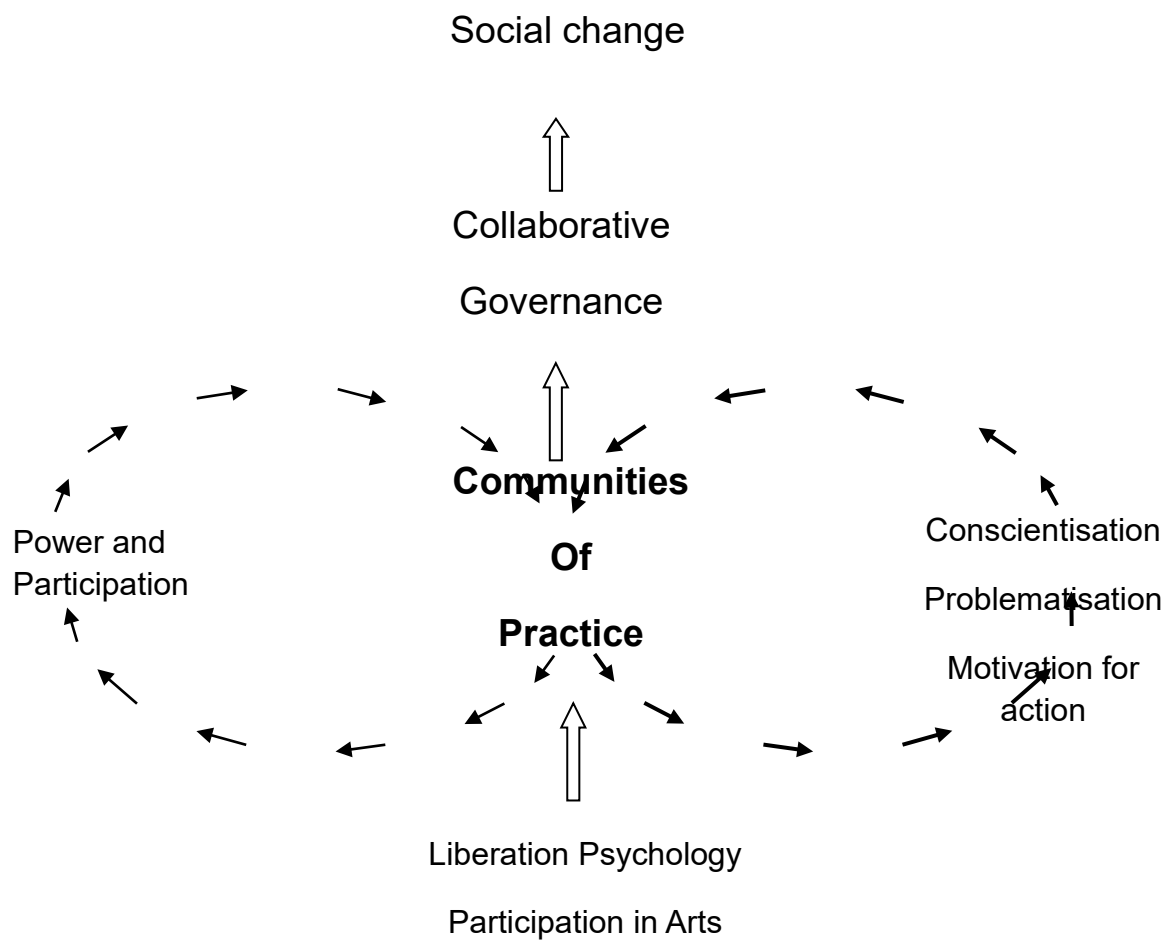 Social change
Collaborative
Governance
Communities
Of
Practice
Power and
Participation
Conscientisation
Problematisation
Motivation for
action
Liberation Psychology
Participation in Arts